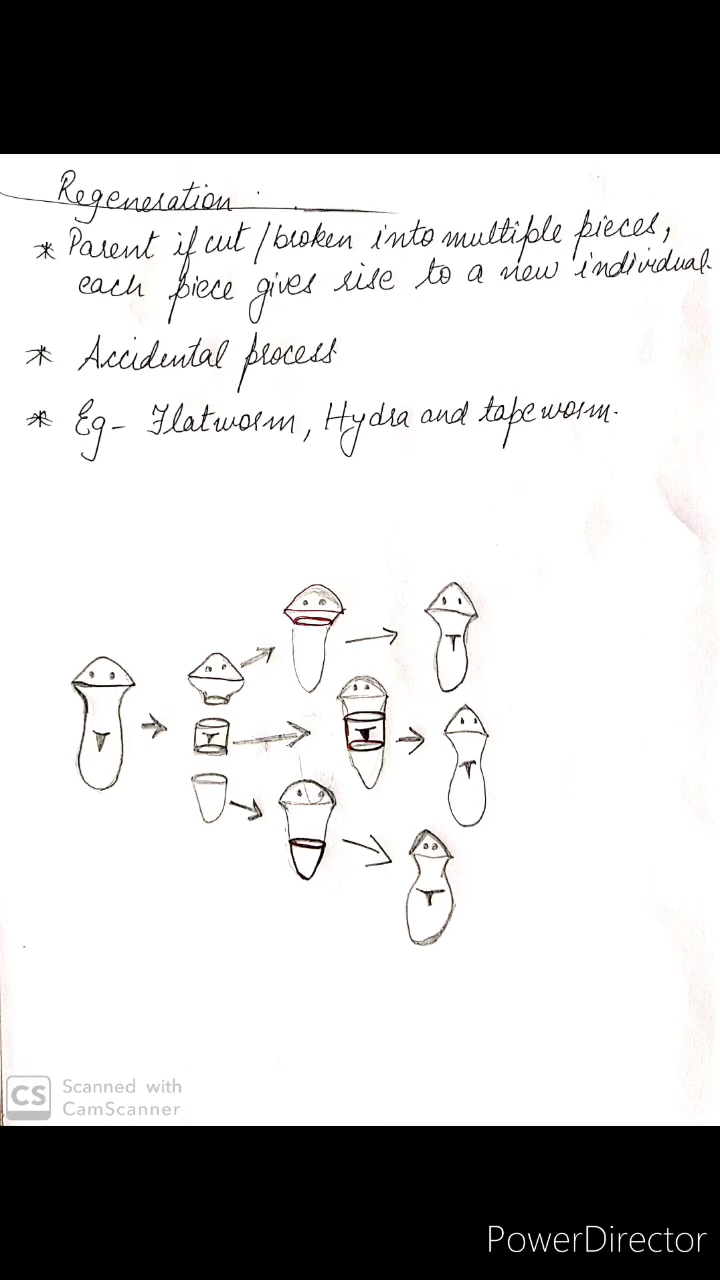 Regeneration
* Parent if cut / broken into multiple pieces,
each piece gives rise to a new individual.
* Accidental process
* Eg - Flatworm, Hydra and tapeworm.
CS Scanned with
CamScanner
PowerDirector